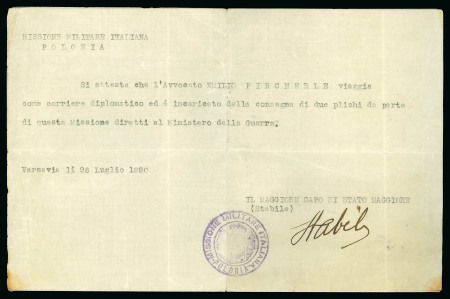 MISSIONE MILITARE ITALIANA
POLONIA
Si attesta che l'Avvocato EMILIO PINCHERLE viaggia
come corriere diplomatico ed é incaricato della consegna di due plichi da parte
di questa Missione diretti al Ministero della Guerra.
Varsavia lì 26 Luglio 1920
IL MAGGIORE CAPO DI STATO MAGGIORE
(Stabile)
Stabile
MISSIONE MILITARE ITALIANA
POLONIA